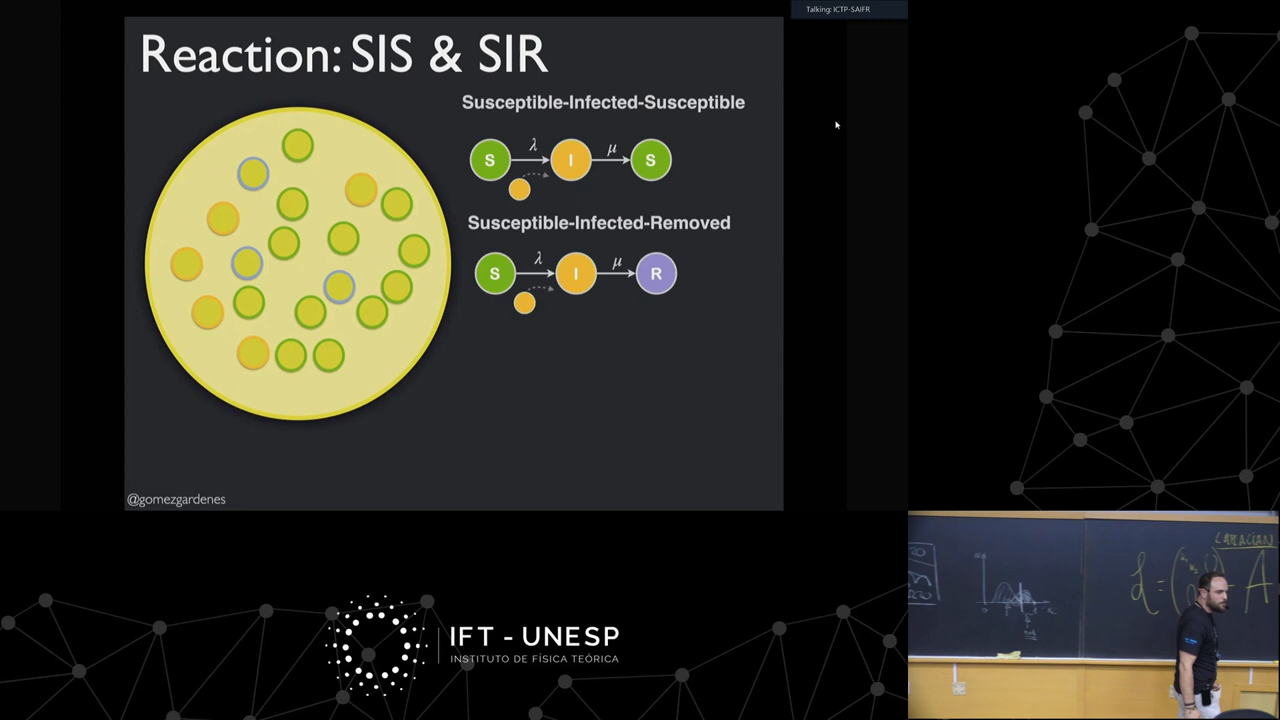 Talking: ICTP-SAIFR
Reaction: SIS & SIR
Susceptible-Infected-Susceptible
S λ I μ S
Susceptible-Infected-Removed
S λ I μ R
@gomezgardenes
IFT - UNESP
INSTITUTO DE FÍSICA TEÓRICA
LAPLACIAN